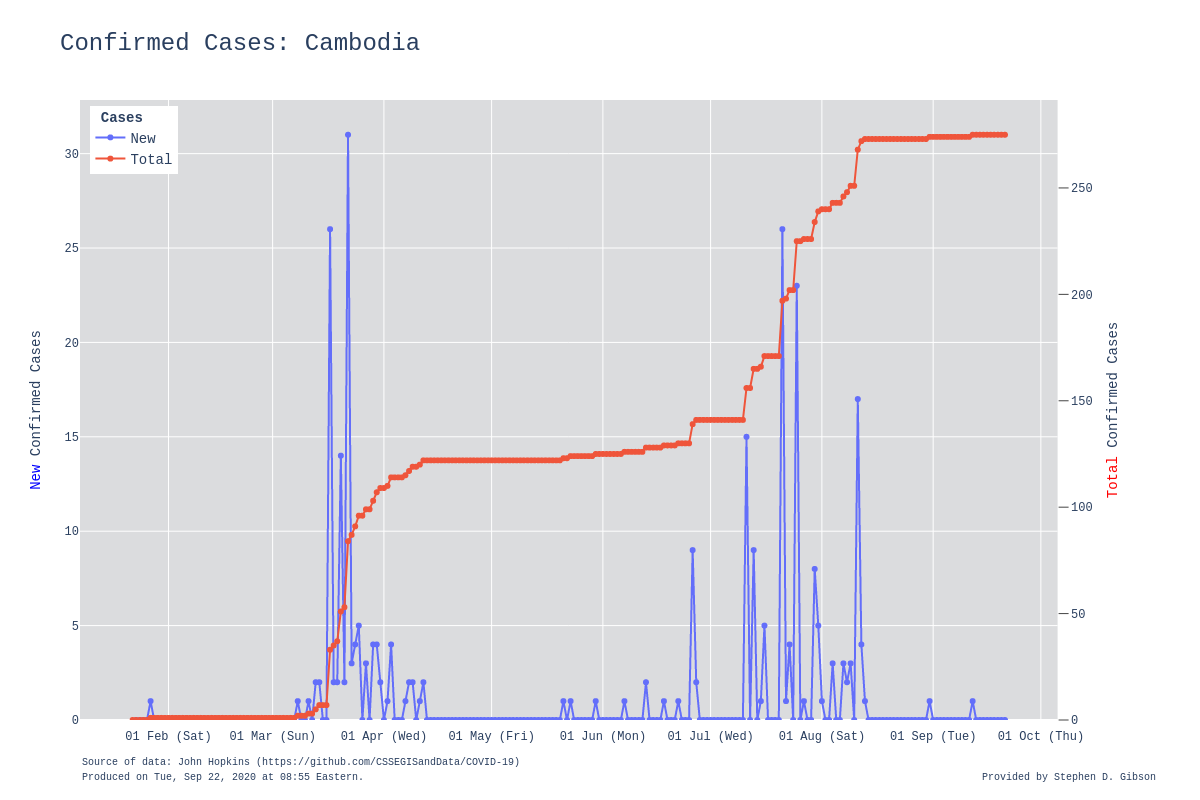 Confirmed Cases: Cambodia
Cases
New
Total
30
25
20
15
10
5
0
250
200
150
100
50
0
New Confirmed Cases
Total Confirmed Cases
01 Feb (Sat) 01 Mar (Sun) 01 Apr (Wed) 01 May (Fri) 01 Jun (Mon) 01 Jul (Wed) 01 Aug (Sat) 01 Sep (Tue) 01 Oct (Thu)
Source of data: John Hopkins (https://github.com/CSSEGISandData/COVID-19)
Produced on Tue, Sep 22, 2020 at 08:55 Eastern.
Provided by Stephen D. Gibson